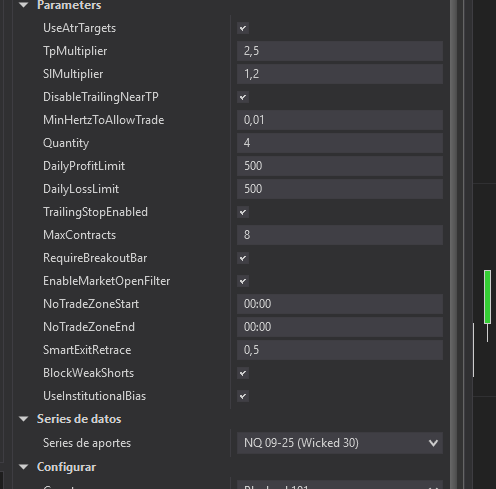 Parameters
UseAtrTargets
TpMultiplier 2,5
SlMultiplier 1,2
DisableTrailingNearTP
MinHertzToAllowTrade 0,01
Quantity 4
DailyProfitLimit 500
DailyLossLimit 500
TrailingStopEnabled
MaxContracts 8
RequireBreakoutBar
EnableMarketOpenFilter
NoTradeZoneStart 00:00
NoTradeZoneEnd 00:00
SmartExitRetrace 0,5
BlockWeakShorts
UseInstitutionalBias
Series de datos
Series de aportes NQ 09-25 (Wicked 30)
Configurar